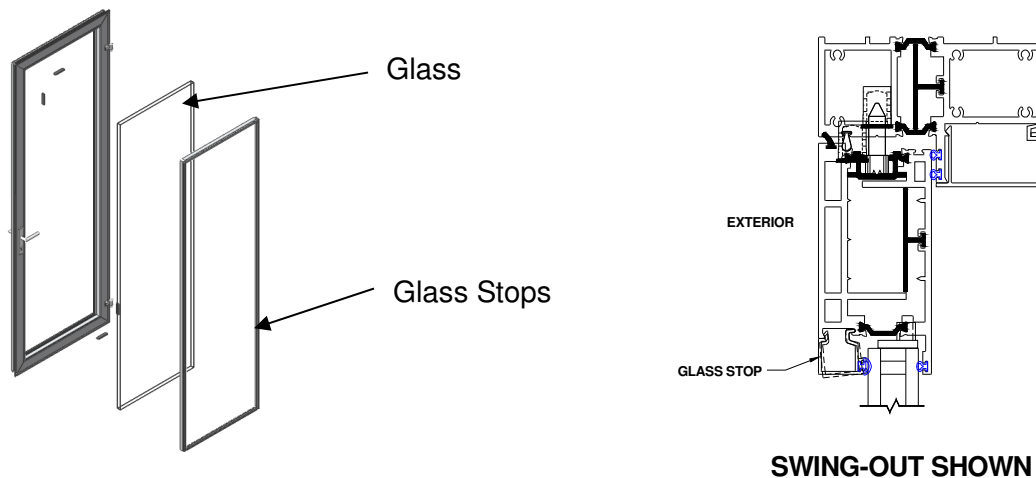 Glass
Glass Stops
EXTERIOR
GLASS STOP
SWING-OUT SHOWN